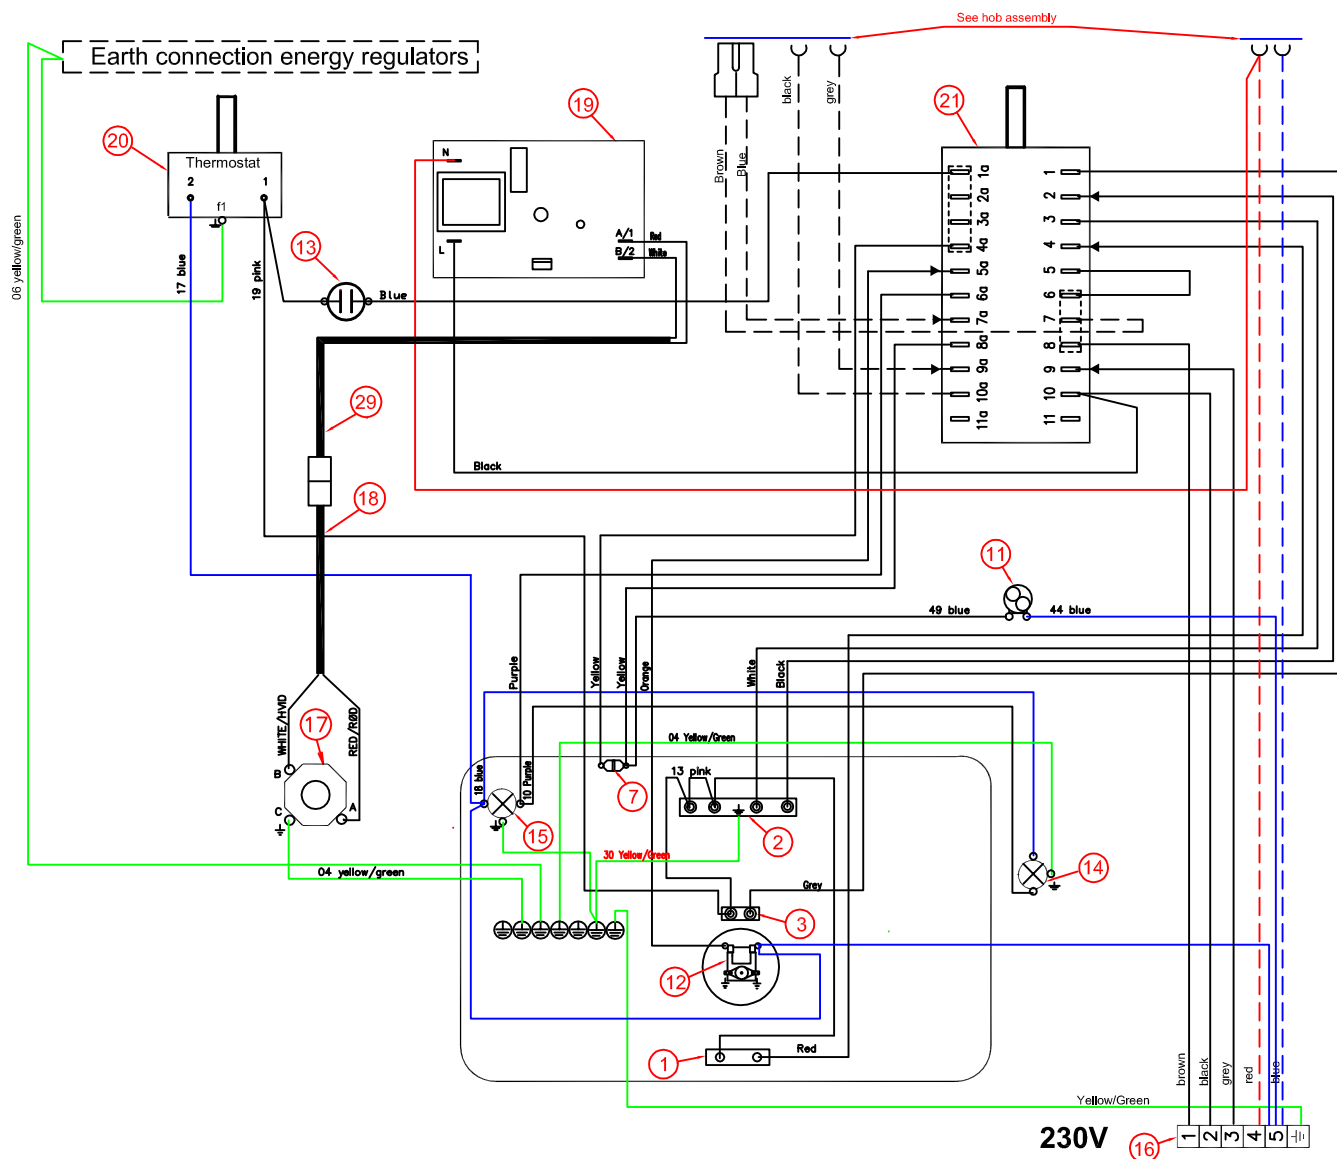 See hob assembly
Earth connection energy regulators
19
21
20
Thermostat
2
1
f1
13
N
L
A/1
Red
B/2
White
Brown
Blue
black
grey
1a
2a
3a
4a
5a
6a
7a
8a
9a
10a
11a
1
2
3
4
5
6
7
8
9
10
11
06 yellow/green
17 blue
19 pink
Blue
29
Black
18
11
49 blue
44 blue
Purple
Yellow
Yellow
Orange
White
Black
WHITE/HVID
RED/RØD
17
B
C
A
04 Yellow/Green
18 blue
10 Purple
13 pink
7
15
2
30 Yellow/Green
14
04 yellow/green
Grey
3
12
1
Red
brown
black
grey
red
blue
Yellow/Green
230V
16
1
2
3
4
5